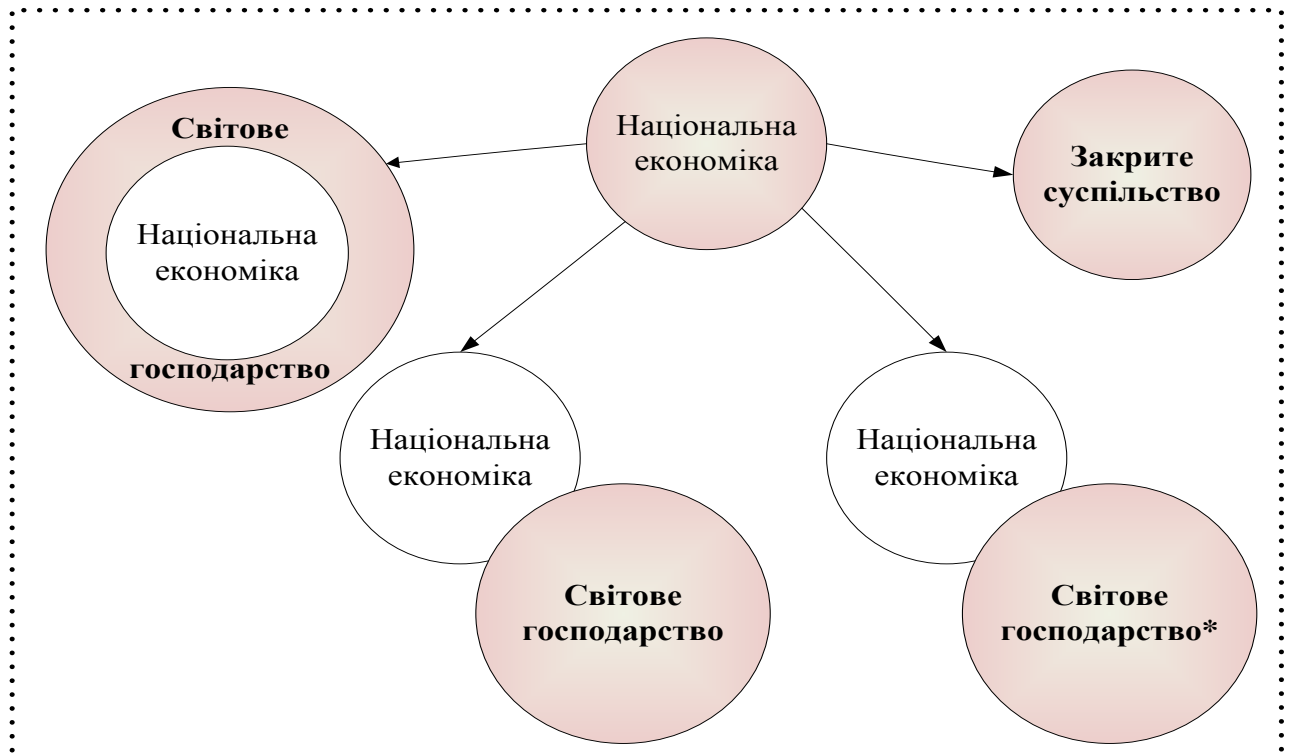 Світове
Національна
економіка
господарство
Національна
економіка
Закрите
суспільство
Національна
економіка
Світове
господарство
Національна
економіка
Світове
господарство*